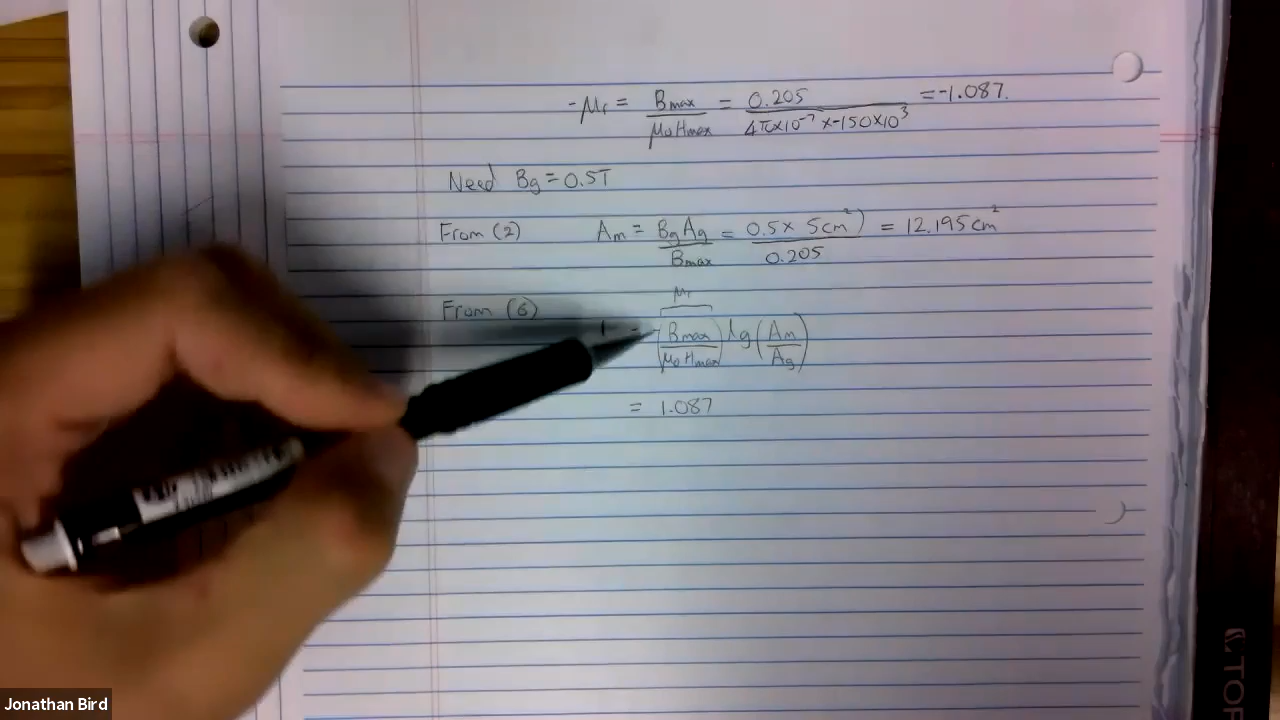 -μr = Bmax/μ0Hmax = 0.205/4π×10⁻⁷ × -150×10³ = -1.087.
Need Bg = 0.5T
From (2) Am = BgAg/Bmax = 0.5 × 5cm²)/0.205 = 12.195cm²
μr
From (6) (Bmax/μ0Hmax) lg (Am/Ag)
= 1.087
Jonathan Bird